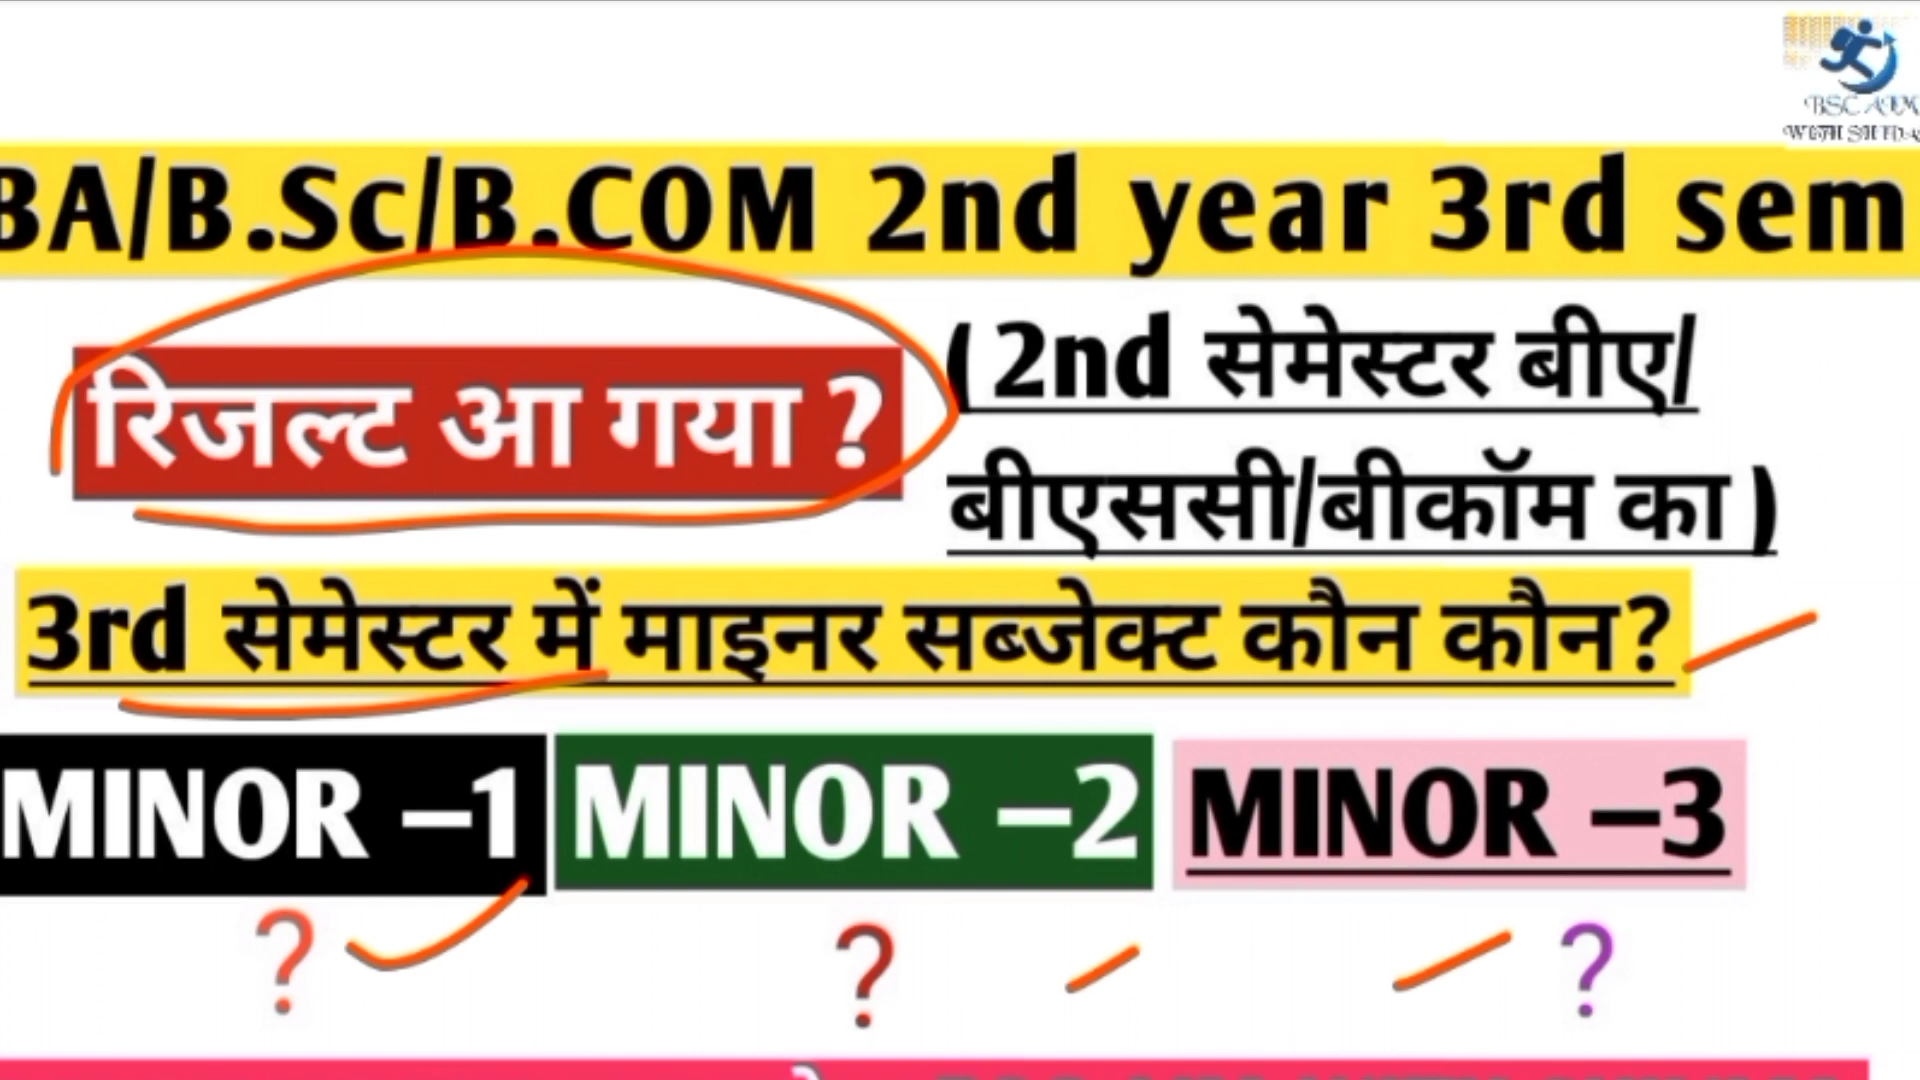 BSC AIM
BA/B.Sc/B.COM 2nd year 3rd sem
रिजल्ट आ गया ?
(2nd सेमेस्टर बीए/
बीएससी/बीकॉम का)
3rd सेमेस्टर में माइनर सब्जेक्ट कौन कौन?
MINOR –1 MINOR –2 MINOR –3
? ? ?